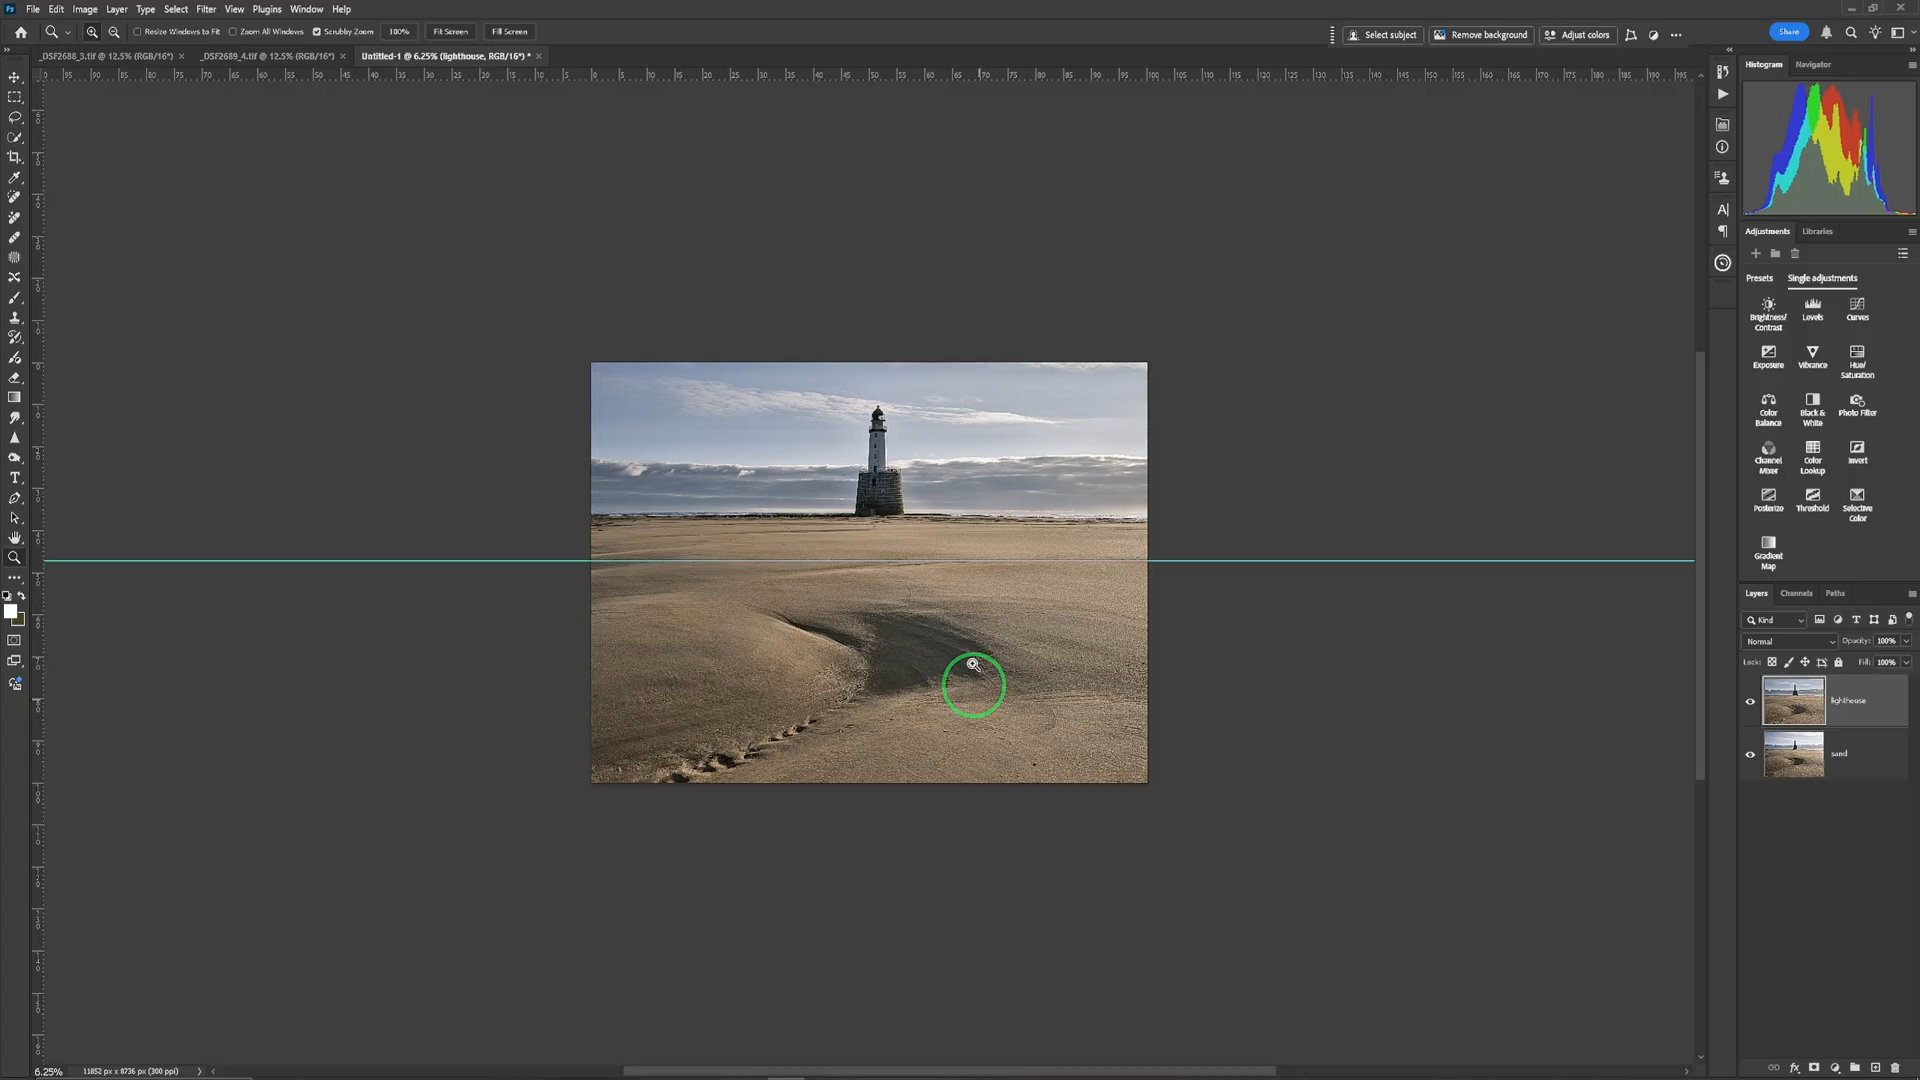 Ps File Edit Image Layer Type Select Filter View Plugins Window Help
Resize Windows to Fit Zoom All Windows Scrubby Zoom 100% Fit Screen Fill Screen
Select subject Remove background Adjust colors Share
_DSF2688_3.tif @ 12.5% (RGB/16*) × _DSF2689_4.tif @ 12.5% (RGB/16*) × Untitled-1 @ 6.25% (lighthouse, RGB/16*) * ×
Histogram Navigator
Adjustments Libraries
Presets Single adjustments
Brightness/
Contrast
Levels
Curves
Exposure
Vibrance
Hue/
Saturation
Color
Balance
Black &
White
Photo Filter
Channel
Mixer
Color
Lookup
Invert
Posterize
Threshold
Selective
Color
Gradient
Map
Layers Channels Paths
Kind
Normal Opacity: 100%
Lock: Fill: 100%
lighthouse
sand
6.25% 11852 px x 8736 px (300 ppi)